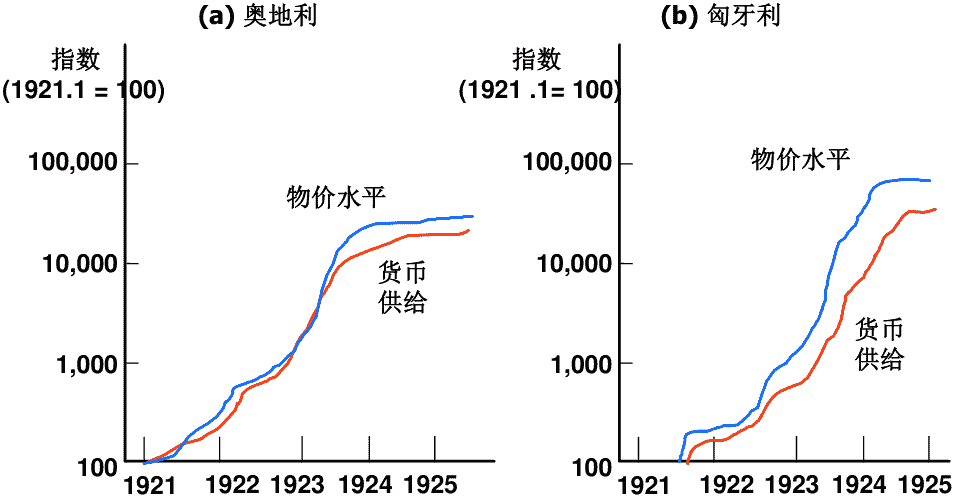 (a) 奥地利
指数
(1921.1 = 100)
100,000
10,000
1,000
100
物价水平
货币
供给
1921
1922
1923
1924
1925
(b) 匈牙利
指数
(1921 .1= 100)
100,000
10,000
1,000
100
物价水平
货币
供给
1921
1922
1923
1924
1925